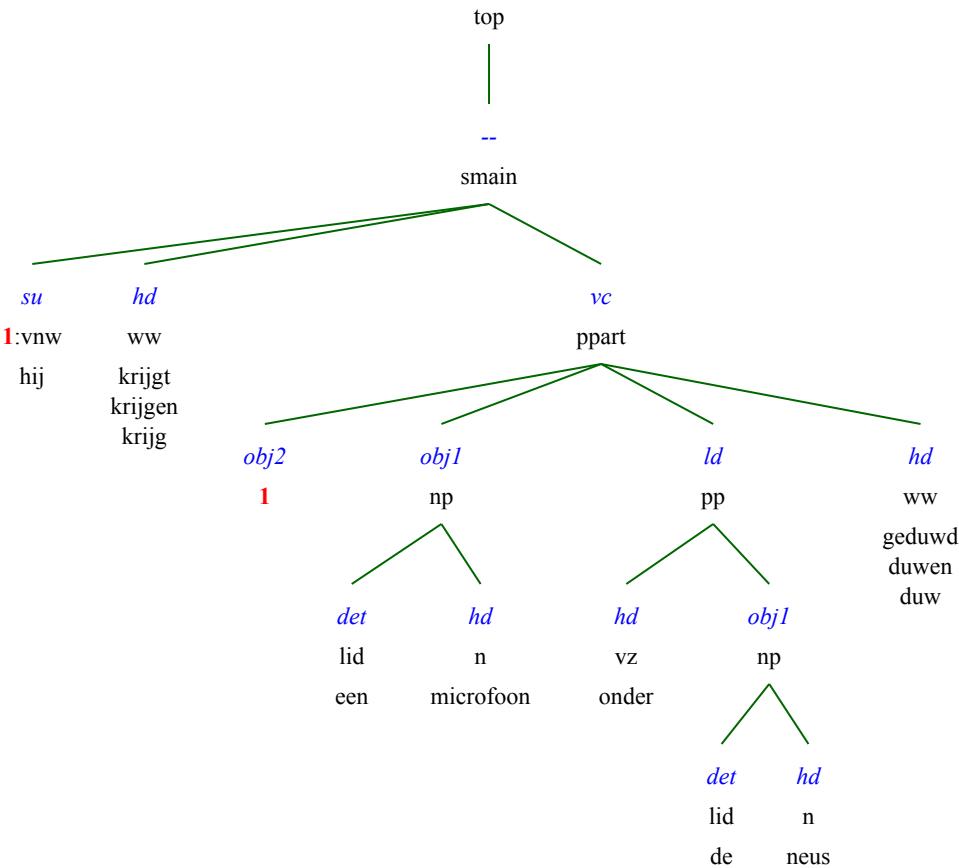 top
--
smain
su hd vc
1:vnw ww ppart
hij krijgt
krijgen
krijg
obj2 obj1 ld hd
1 np pp ww
geduwd
duwen
duw
det hd hd obj1
lid n vz np
een microfoon onder
det hd
lid n
de neus